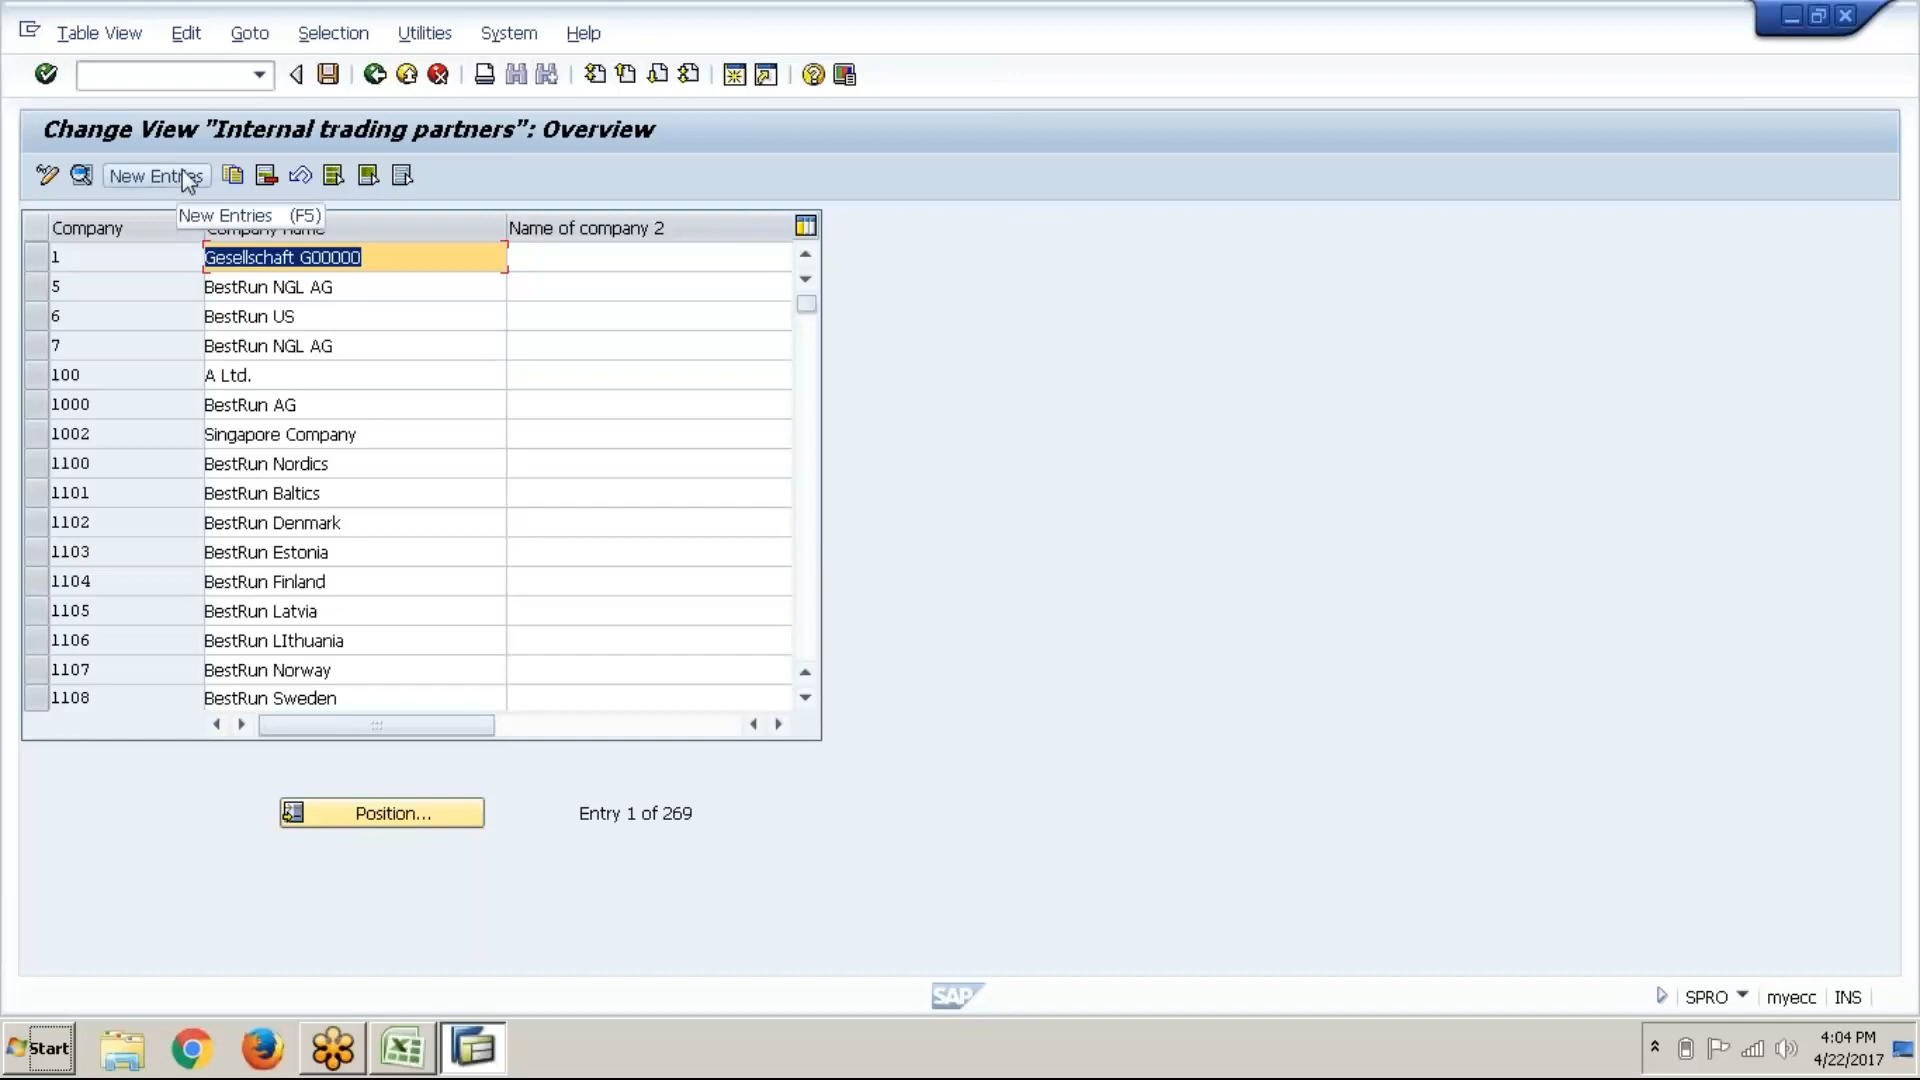 Table View Edit Goto Selection Utilities System Help
Change View "Internal trading partners": Overview
New Entries
New Entries (F5)
Company Company name Name of company 2
1 Gesellschaft G00000
5 BestRun NGL AG
6 BestRun US
7 BestRun NGL AG
100 A Ltd.
1000 BestRun AG
1002 Singapore Company
1100 BestRun Nordics
1101 BestRun Baltics
1102 BestRun Denmark
1103 BestRun Estonia
1104 BestRun Finland
1105 BestRun Latvia
1106 BestRun LIthuania
1107 BestRun Norway
1108 BestRun Sweden
Position... Entry 1 of 269
SAP SPRO myecc INS
Start 4:04 PM
4/22/2017